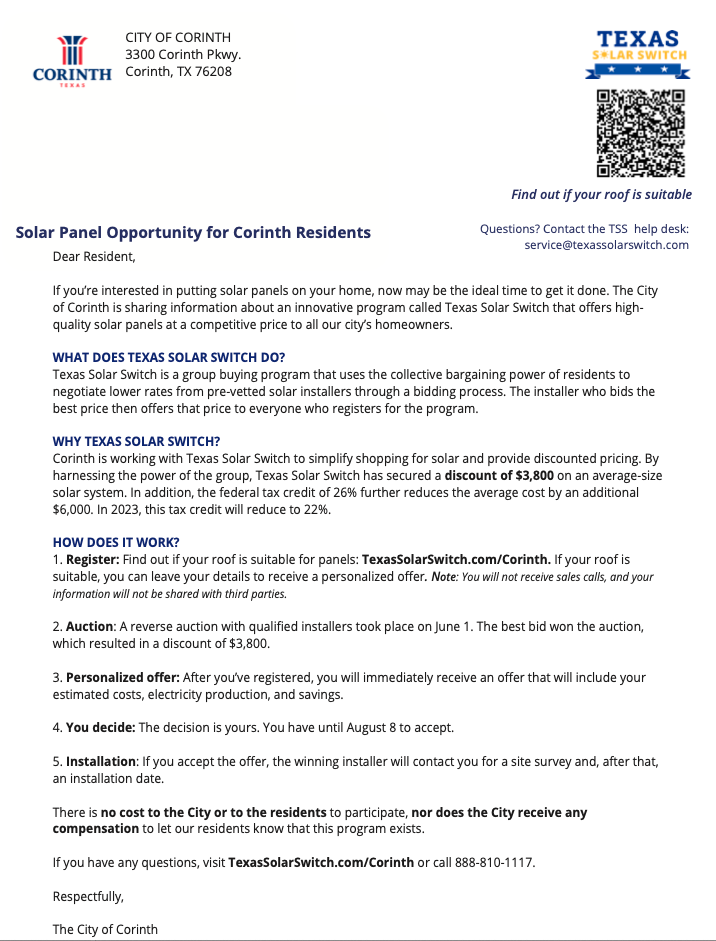 CORINTH
TEXAS
CITY OF CORINTH
3300 Corinth Pkwy.
Corinth, TX 76208
TEXAS
SOLAR SWITCH
Find out if your roof is suitable
Questions? Contact the TSS help desk:
service@texassolarswitch.com
Solar Panel Opportunity for Corinth Residents
Dear Resident,
If you’re interested in putting solar panels on your home, now may be the ideal time to get it done. The City
of Corinth is sharing information about an innovative program called Texas Solar Switch that offers high-
quality solar panels at a competitive price to all our city’s homeowners.
WHAT DOES TEXAS SOLAR SWITCH DO?
Texas Solar Switch is a group buying program that uses the collective bargaining power of residents to
negotiate lower rates from pre-vetted solar installers through a bidding process. The installer who bids the
best price then offers that price to everyone who registers for the program.
WHY TEXAS SOLAR SWITCH?
Corinth is working with Texas Solar Switch to simplify shopping for solar and provide discounted pricing. By
harnessing the power of the group, Texas Solar Switch has secured a discount of $3,800 on an average-size
solar system. In addition, the federal tax credit of 26% further reduces the average cost by an additional
$6,000. In 2023, this tax credit will reduce to 22%.
HOW DOES IT WORK?
1. Register: Find out if your roof is suitable for panels: TexasSolarSwitch.com/Corinth. If your roof is
suitable, you can leave your details to receive a personalized offer. Note: You will not receive sales calls, and your
information will not be shared with third parties.
2. Auction: A reverse auction with qualified installers took place on June 1. The best bid won the auction,
which resulted in a discount of $3,800.
3. Personalized offer: After you’ve registered, you will immediately receive an offer that will include your
estimated costs, electricity production, and savings.
4. You decide: The decision is yours. You have until August 8 to accept.
5. Installation: If you accept the offer, the winning installer will contact you for a site survey and, after that,
an installation date.
There is no cost to the City or to the residents to participate, nor does the City receive any
compensation to let our residents know that this program exists.
If you have any questions, visit TexasSolarSwitch.com/Corinth or call 888-810-1117.
Respectfully,
The City of Corinth